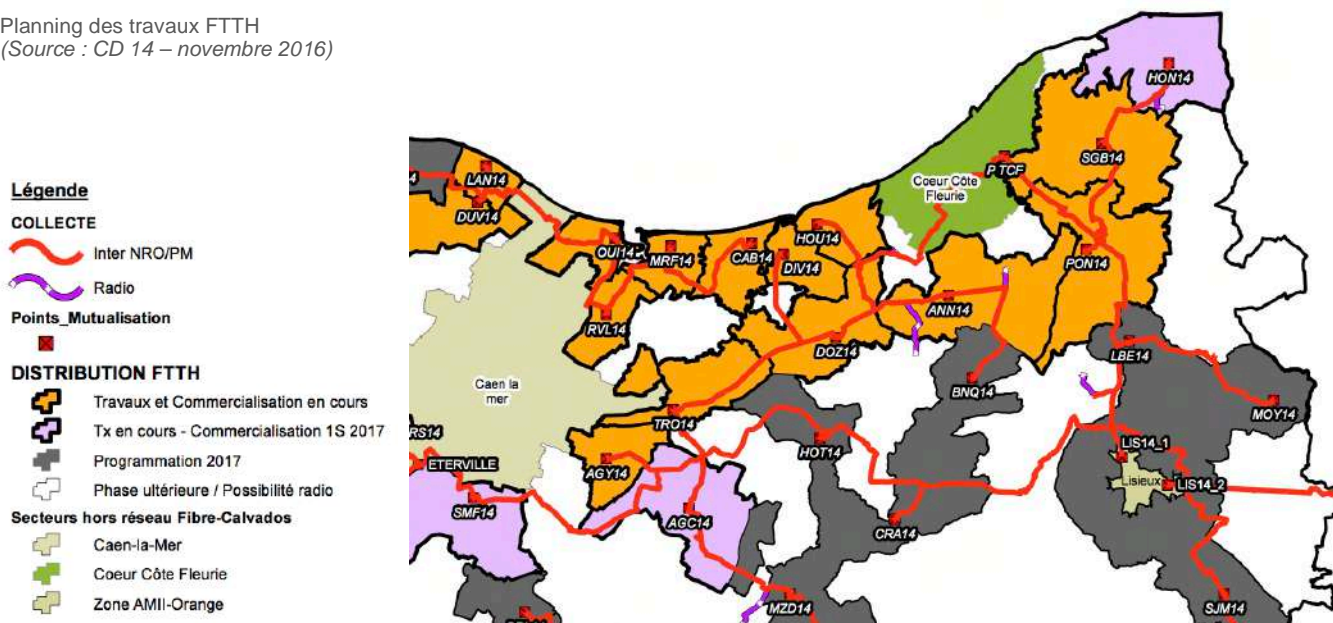 Planning des travaux FTTH
(Source : CD 14 – novembre 2016)
Légende
COLLECTE
Inter NRO/PM
Radio
Points_Mutualisation
DISTRIBUTION FTTH
Travaux et Commercialisation en cours
Tx en cours - Commercialisation 1S 2017
Programmation 2017
Phase ultérieure / Possibilité radio
Secteurs hors réseau Fibre-Calvados
Caen-la-Mer
Coeur Côte Fleurie
Zone AMII-Orange
HON14
SGB14
P TCF
Coeur Côte
Fleurie
LAN14
DUV14
OUI14
MRF14
CAB14
HOU14
DIV14
PON14
ANN14
RVL14
DOZ14
LBE14
Caen la
mer
BNQ14
MOY14
TRO14
HOT14
RS14
ETERVILLE
AGY14
LIS14_1
Lisieux
LIS14_2
SMF14
AGC14
CRA14
MZD14
SJM14